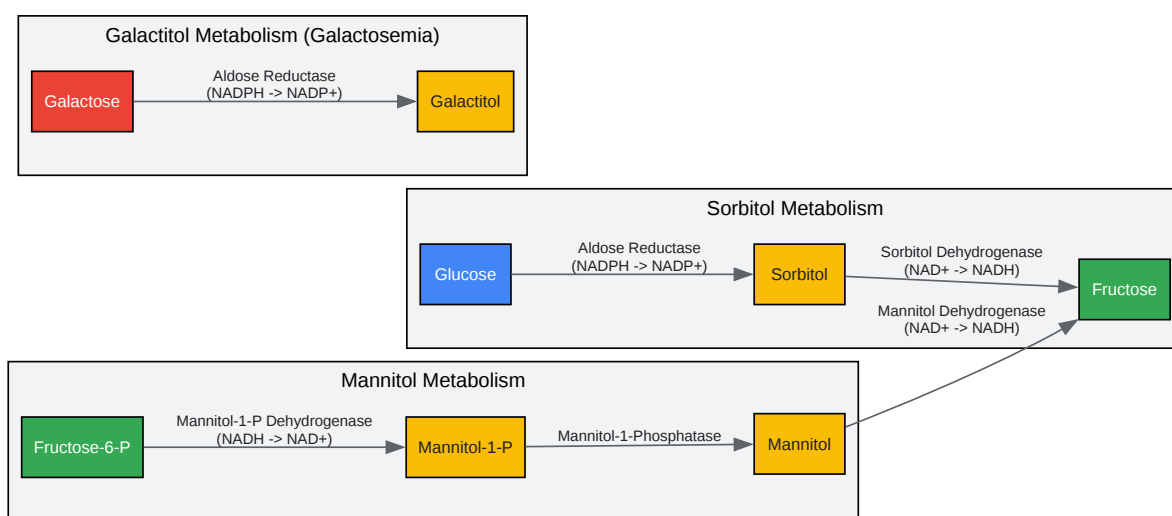 Galactitol Metabolism (Galactosemia)
Galactose
Aldose Reductase
(NADPH -> NADP+)
Galactitol
Sorbitol Metabolism
Glucose
Aldose Reductase
(NADPH -> NADP+)
Sorbitol
Sorbitol Dehydrogenase
(NAD+ -> NADH)
Fructose
Mannitol Dehydrogenase
(NAD+ -> NADH)
Mannitol Metabolism
Fructose-6-P
Mannitol-1-P Dehydrogenase
(NADH -> NAD+)
Mannitol-1-P
Mannitol-1-Phosphatase
Mannitol